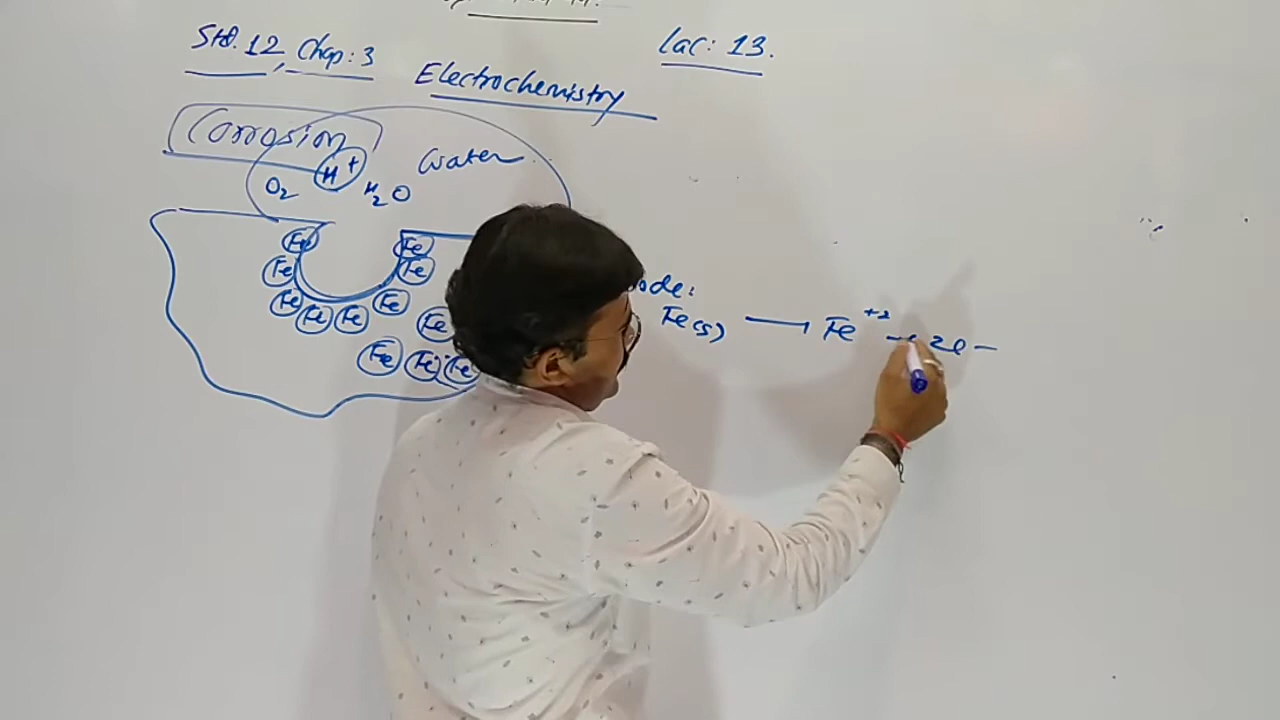 Std. 12, Chap: 3
Lac: 13.
Electrochemistry
Corrosion
H+
Water
O2
H2O
Fe Fe
Fe Fe
Fe Fe Fe Fe
Fe
Fe Fe Fe
ode:
Fe(s) → Fe+2 + 2e-